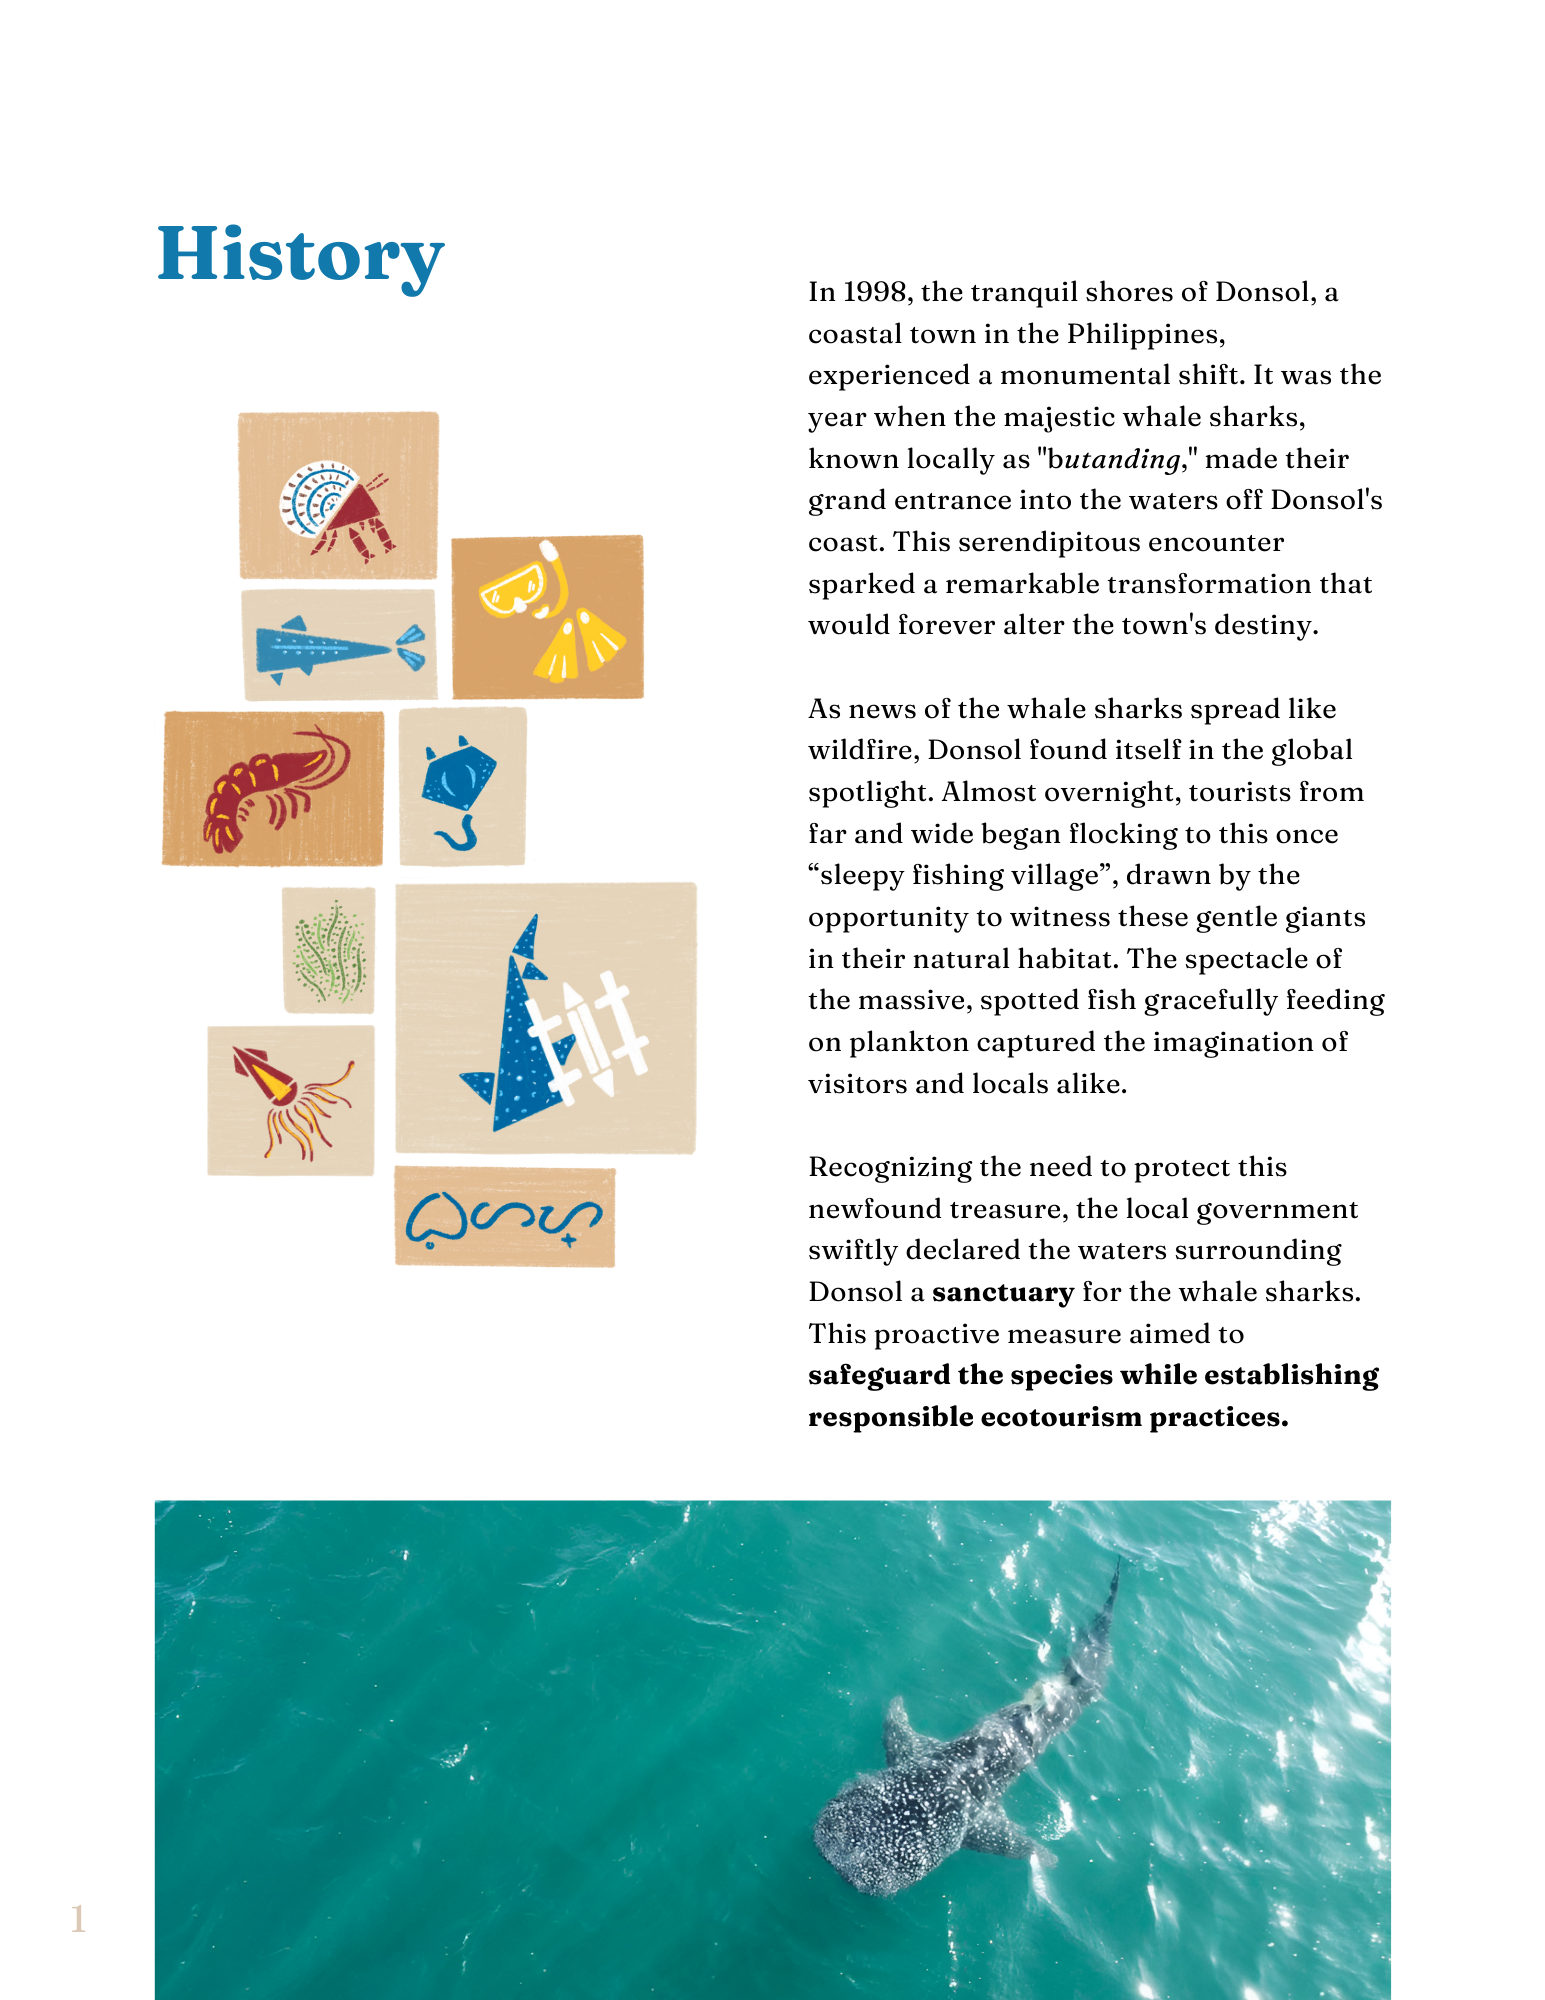 History
In 1998, the tranquil shores of Donsol, a
coastal town in the Philippines,
experienced a monumental shift. It was the
year when the majestic whale sharks,
known locally as "butanding," made their
grand entrance into the waters off Donsol's
coast. This serendipitous encounter
sparked a remarkable transformation that
would forever alter the town's destiny.
As news of the whale sharks spread like
wildfire, Donsol found itself in the global
spotlight. Almost overnight, tourists from
far and wide began flocking to this once
“sleepy fishing village”, drawn by the
opportunity to witness these gentle giants
in their natural habitat. The spectacle of
the massive, spotted fish gracefully feeding
on plankton captured the imagination of
visitors and locals alike.
Recognizing the need to protect this
newfound treasure, the local government
swiftly declared the waters surrounding
Donsol a sanctuary for the whale sharks.
This proactive measure aimed to
safeguard the species while establishing
responsible ecotourism practices.
1